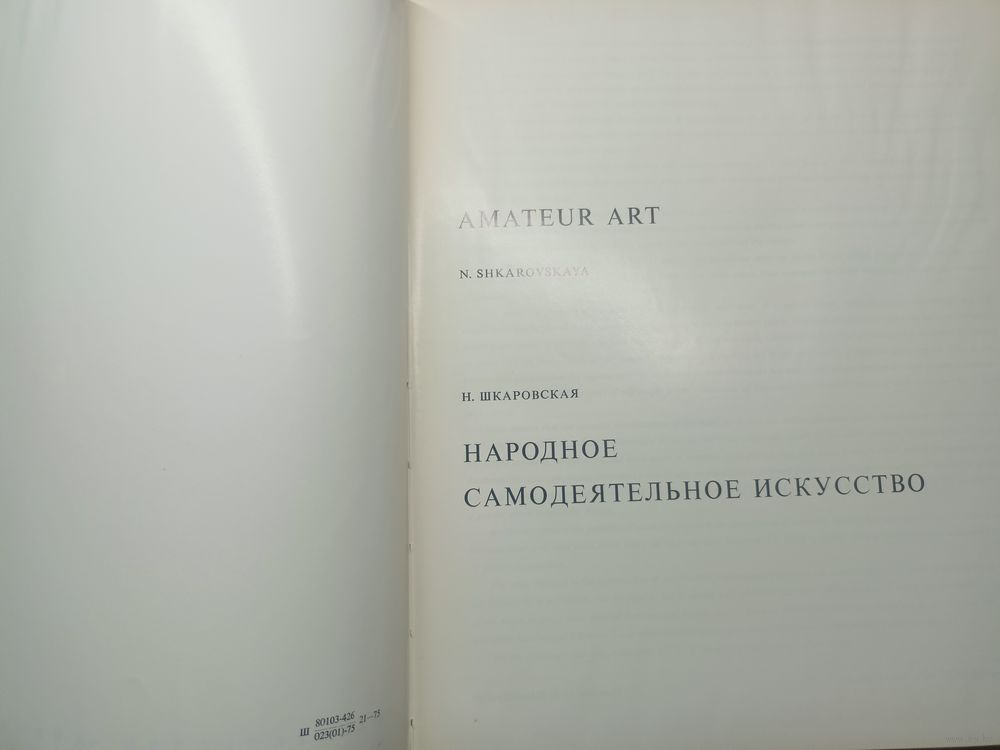 AMATEUR ART
N. SHKAROVSKAYA
Н. ШКАРОВСКАЯ
НАРОДНОЕ
САМОДЕЯТЕЛЬНОЕ ИСКУССТВО
Ш 80103-426 21—75
023(01)-75